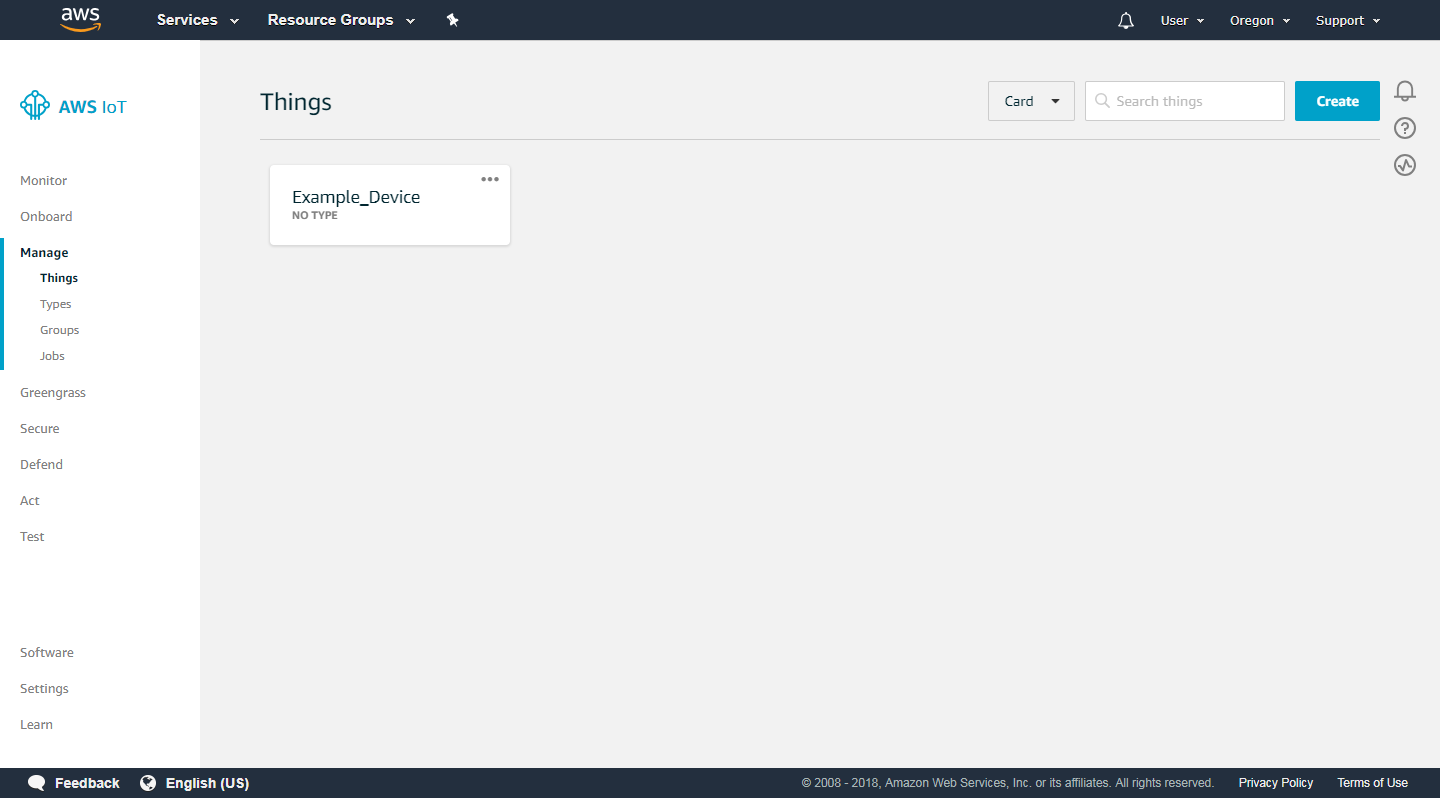 aws Services Resource Groups User Oregon Support
AWS IoT
Things Card Search things Create
Example_Device
NO TYPE
Monitor
Onboard
Manage
Things
Types
Groups
Jobs
Greengrass
Secure
Defend
Act
Test
Software
Settings
Learn
Feedback English (US) © 2008 - 2018, Amazon Web Services, Inc. or its affiliates. All rights reserved. Privacy Policy Terms of Use